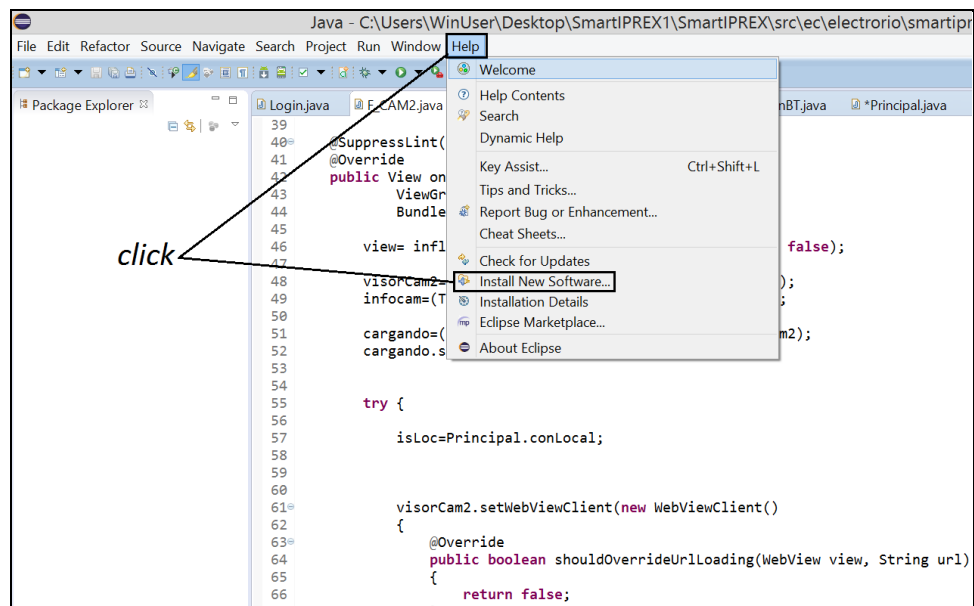 Java - C:\Users\WinUser\Desktop\SmartIPREX1\SmartIPREX\src\ec\electrorio\smartipr
File Edit Refactor Source Navigate Search Project Run Window Help
Package Explorer
Login.java F_CAM2.java nBT.java *Principal.java
Welcome
Help Contents
Search
Dynamic Help
Key Assist... Ctrl+Shift+L
Tips and Tricks...
Report Bug or Enhancement...
Cheat Sheets...
Check for Updates
Install New Software...
Installation Details
Eclipse Marketplace...
About Eclipse
click
39
40 @SuppressLint(
41 @Override
42 public View on
43 ViewGr
44 Bundle
45
46 view= infl false);
47
48 visorCam2= );
49 infocam=(T ;
50
51 cargando=( m2);
52 cargando.s
53
54
55 try {
56
57 isLoc=Principal.conLocal;
58
59
60
61 visorCam2.setWebViewClient(new WebViewClient()
62 {
63 @Override
64 public boolean shouldOverrideUrlLoading(WebView view, String url)
65 {
66 return false;